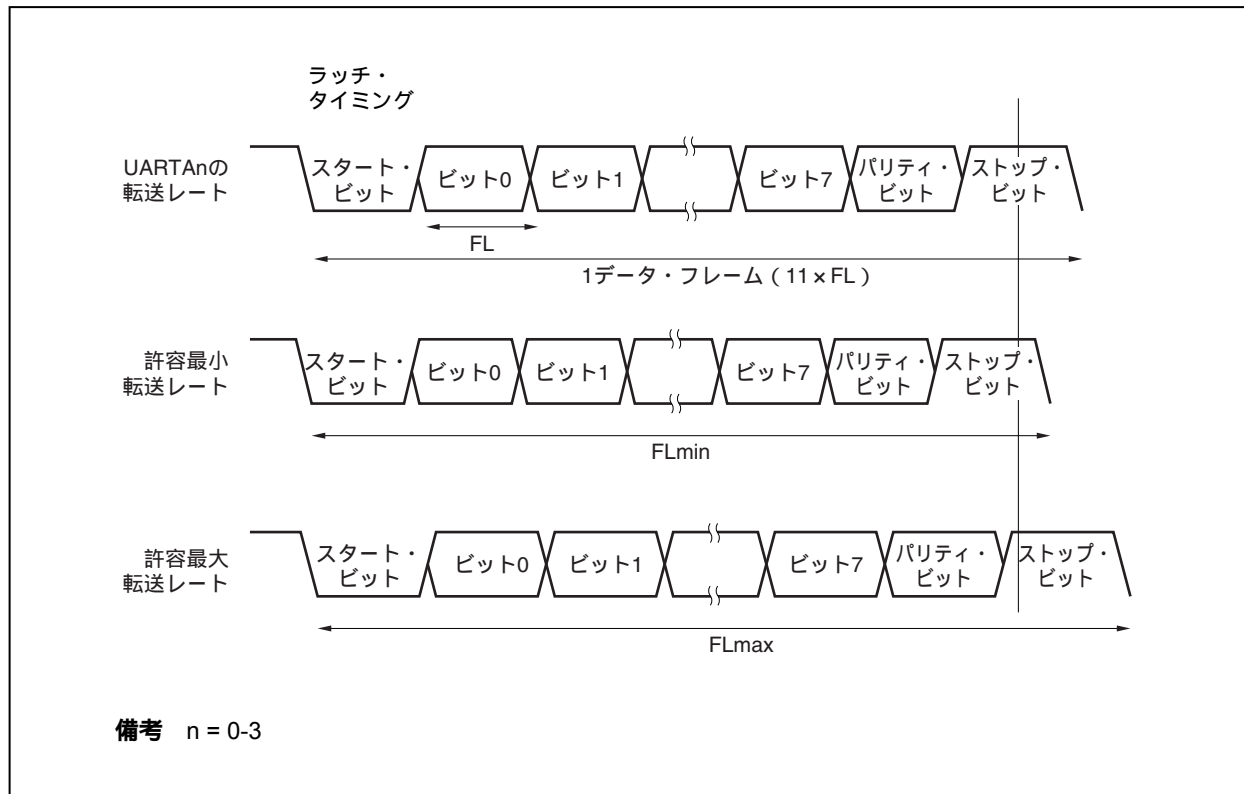 ラッチ・
タイミング
UARTAnの
転送レート
スタート・
ビット
ビット0
ビット1
ビット7
パリティ・
ビット
ストップ・
ビット
FL
1データ・フレーム（11×FL）
許容最小
転送レート
スタート・
ビット
ビット0
ビット1
ビット7
パリティ・
ビット
ストップ・
ビット
FLmin
許容最大
転送レート
スタート・
ビット
ビット0
ビット1
ビット7
パリティ・
ビット
ストップ・
ビット
FLmax
備考 n = 0-3